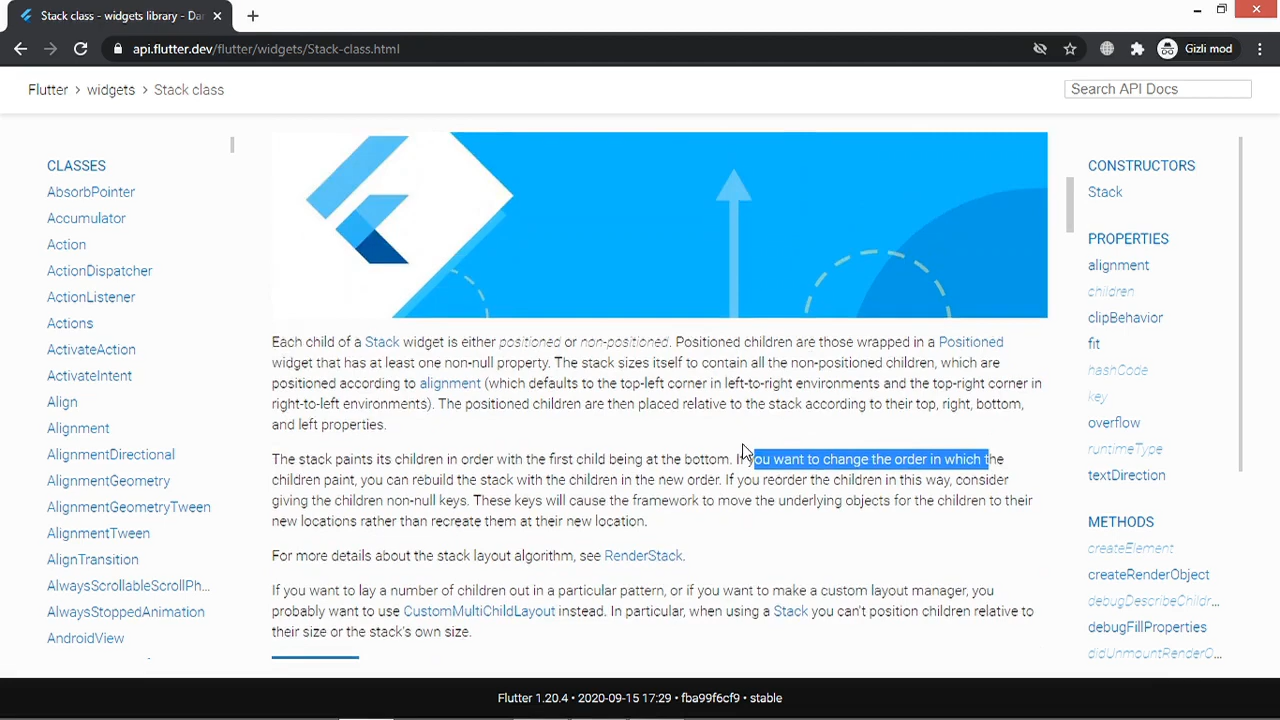 Stack class - widgets library - Da
api.flutter.dev/flutter/widgets/Stack-class.html
Gizli mod
Flutter > widgets > Stack class
Search API Docs
CLASSES
AbsorbPointer
Accumulator
Action
ActionDispatcher
ActionListener
Actions
ActivateAction
ActivateIntent
Align
Alignment
AlignmentDirectional
AlignmentGeometry
AlignmentGeometryTween
AlignmentTween
AlignTransition
AlwaysScrollableScrollPh...
AlwaysStoppedAnimation
AndroidView
Each child of a Stack widget is either positioned or non-positioned. Positioned children are those wrapped in a Positioned
widget that has at least one non-null property. The stack sizes itself to contain all the non-positioned children, which are
positioned according to alignment (which defaults to the top-left corner in left-to-right environments and the top-right corner in
right-to-left environments). The positioned children are then placed relative to the stack according to their top, right, bottom,
and left properties.
The stack paints its children in order with the first child being at the bottom. If you want to change the order in which the
children paint, you can rebuild the stack with the children in the new order. If you reorder the children in this way, consider
giving the children non-null keys. These keys will cause the framework to move the underlying objects for the children to their
new locations rather than recreate them at their new location.
For more details about the stack layout algorithm, see RenderStack.
If you want to lay a number of children out in a particular pattern, or if you want to make a custom layout manager, you
probably want to use CustomMultiChildLayout instead. In particular, when using a Stack you can't position children relative to
their size or the stack's own size.
CONSTRUCTORS
Stack
PROPERTIES
alignment
children
clipBehavior
fit
hashCode
key
overflow
runtimeType
textDirection
METHODS
createElement
createRenderObject
debugDescribeChildr...
debugFillProperties
didUnmountRenderO...
Flutter 1.20.4 • 2020-09-15 17:29 • fba99f6cf9 • stable